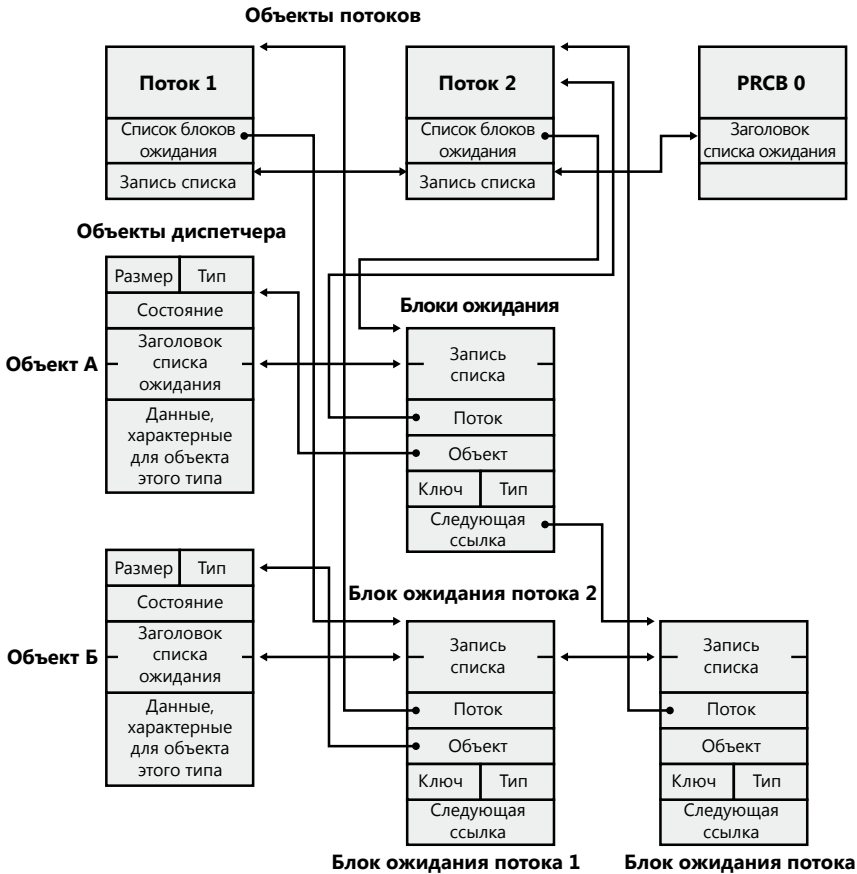 Объекты потоков
Поток 1
Список блоков
ожидания
Запись списка
Поток 2
Список блоков
ожидания
Запись списка
PRCB 0
Заголовок
списка ожидания
Объекты диспетчера
Размер
Тип
Состояние
Объект А
Заголовок
списка
ожидания
Данные,
характерные
для объекта
этого типа
Блоки ожидания
Запись
списка
Поток
Объект
Ключ
Тип
Следующая
ссылка
Блок ожидания потока 2
Размер
Тип
Состояние
Объект Б
Заголовок
списка
ожидания
Данные,
характерные
для объекта
этого типа
Запись
списка
Поток
Объект
Ключ
Тип
Следующая
ссылка
Блок ожидания потока 1
Запись
списка
Поток
Объект
Ключ
Тип
Следующая
ссылка
Блок ожидания потока